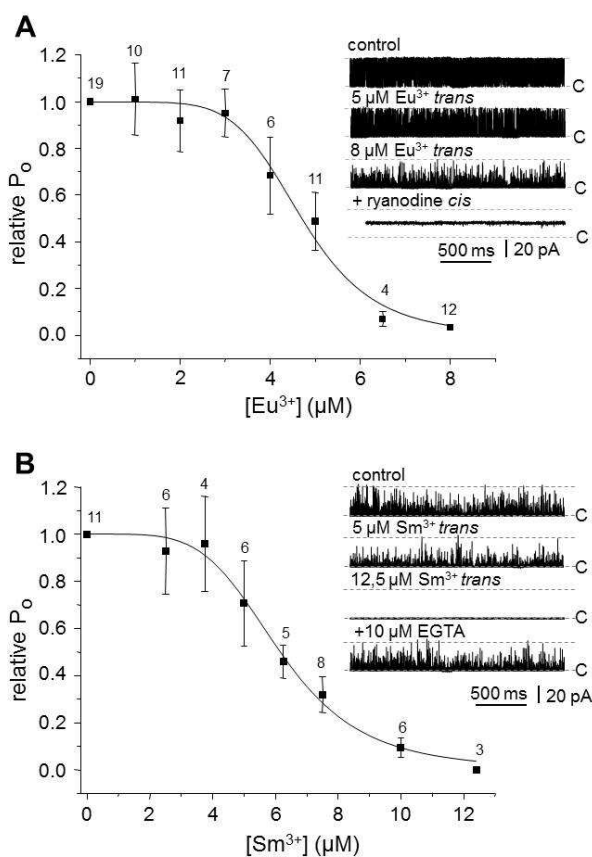 A
relative Po
1.2
1.0
0.8
0.6
0.4
0.2
0.0
19
10
11
7
6
11
4
12
0
2
4
6
8
[Eu³⁺] (µM)
control
C
5 µM Eu³⁺ trans
C
8 µM Eu³⁺ trans
C
+ ryanodine cis
C
500 ms
20 pA
B
relative Po
1.2
1.0
0.8
0.6
0.4
0.2
0.0
11
6
4
6
5
8
6
3
0
2
4
6
8
10
12
[Sm³⁺] (µM)
control
C
5 µM Sm³⁺ trans
C
12,5 µM Sm³⁺ trans
C
+10 µM EGTA
C
500 ms
20 pA